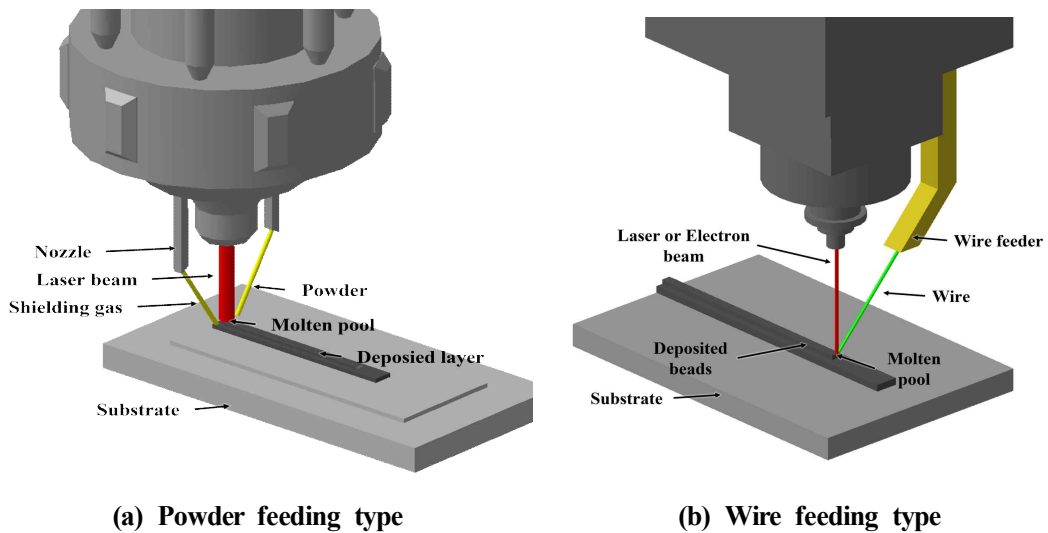 Nozzle
Laser beam
Shielding gas
Powder
Molten pool
Deposied layer
Substrate
(a) Powder feeding type
Laser or Electron
beam
Wire feeder
Wire
Deposited
beads
Molten
pool
Substrate
(b) Wire feeding type